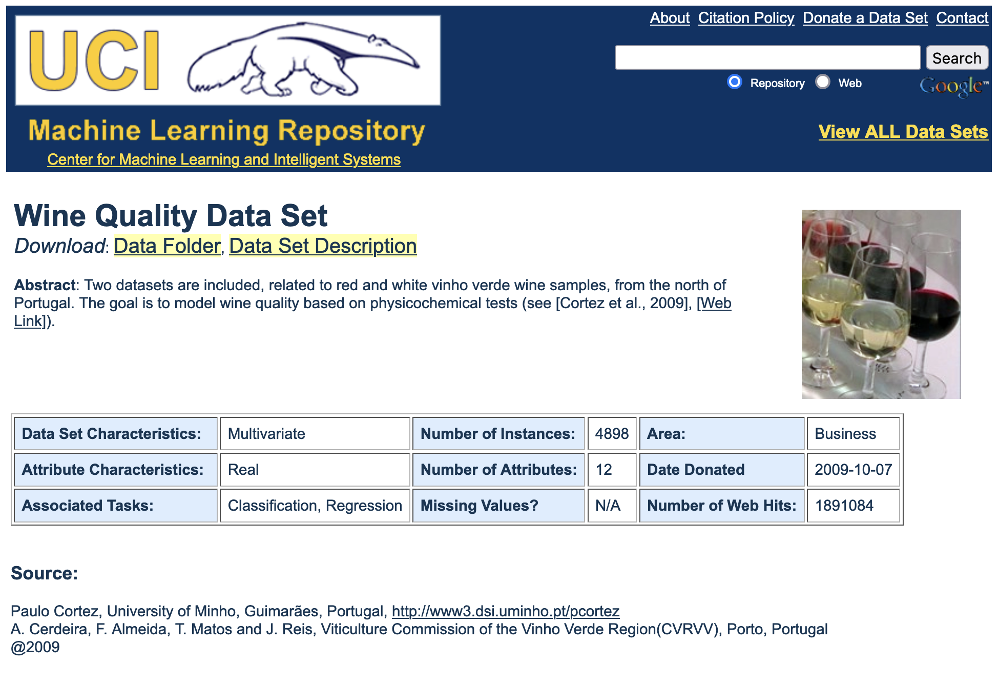 About Citation Policy Donate a Data Set Contact
UCI
Search
Repository Web Google™
Machine Learning Repository
View ALL Data Sets
Center for Machine Learning and Intelligent Systems
Wine Quality Data Set
Download: Data Folder, Data Set Description
Abstract: Two datasets are included, related to red and white vinho verde wine samples, from the north of
Portugal. The goal is to model wine quality based on physicochemical tests (see [Cortez et al., 2009], [Web
Link]).
Data Set Characteristics: Multivariate Number of Instances: 4898 Area: Business
Attribute Characteristics: Real Number of Attributes: 12 Date Donated 2009-10-07
Associated Tasks: Classification, Regression Missing Values? N/A Number of Web Hits: 1891084
Source:
Paulo Cortez, University of Minho, Guimarães, Portugal, http://www3.dsi.uminho.pt/pcortez
A. Cerdeira, F. Almeida, T. Matos and J. Reis, Viticulture Commission of the Vinho Verde Region(CVRVV), Porto, Portugal
@2009